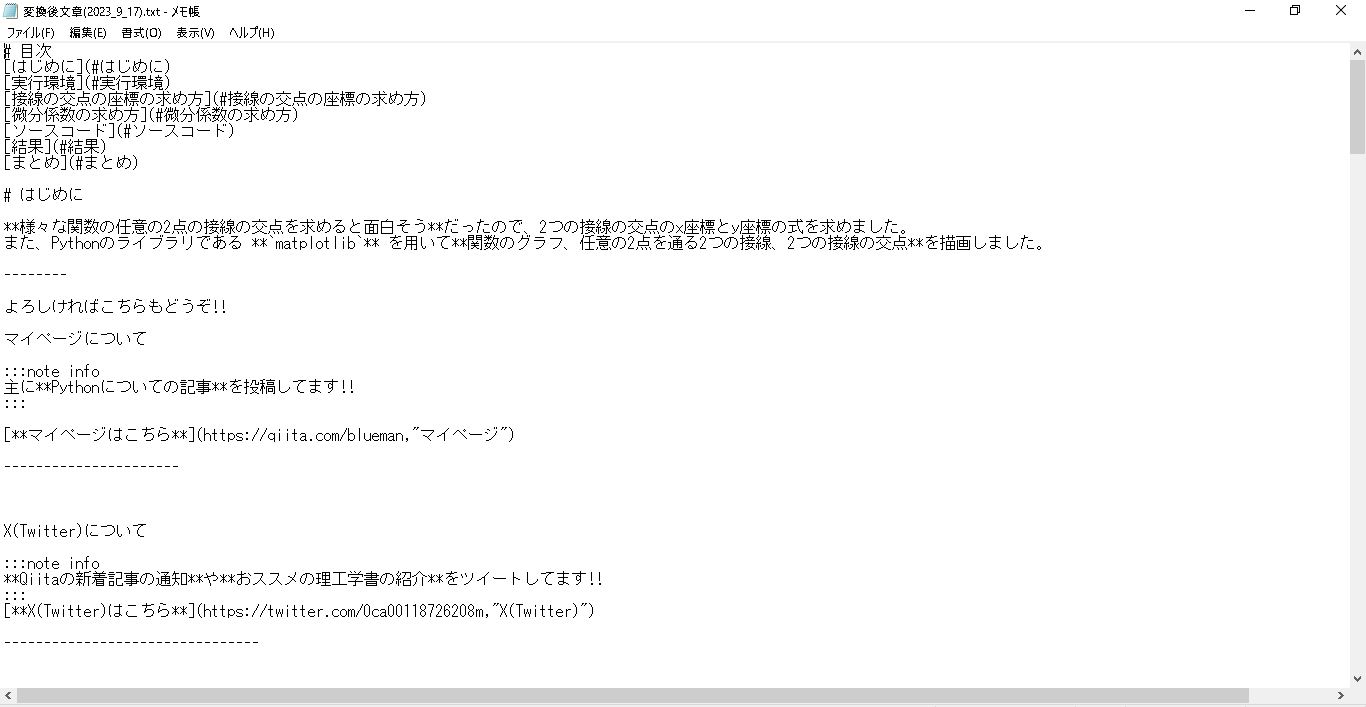 変換後文章(2023_9_17).txt - メモ帳
ファイル(F) 編集(E) 書式(O) 表示(V) ヘルプ(H)
# 目次
[はじめに](#はじめに)
[実行環境](#実行環境)
[接線の交点の座標の求め方](#接線の交点の座標の求め方)
[微分係数の求め方](#微分係数の求め方)
[ソースコード](#ソースコード)
[結果](#結果)
[まとめ](#まとめ)
# はじめに
**様々な関数の任意の2点の接線の交点を求めると面白そう**だったので、2つの接線の交点のx座標とy座標の式を求めました。
また、Pythonのライブラリである **`matplotlib`** を用いて**関数のグラフ、任意の2点を通る2つの接線、2つの接線の交点**を描画しました。
--------
よろしければこちらもどうぞ!!
マイページについて
:::note info
主に**Pythonについての記事**を投稿してます!!
:::
[**マイページはこちら**](https://qiita.com/blueman,"マイページ")
----------------------
X(Twitter)について
:::note info
**Qiitaの新着記事の通知**や**おススメの理工学書の紹介**をツイートしてます!!
:::
[**X(Twitter)はこちら**](https://twitter.com/0ca00118726208m,"X(Twitter)")
--------------------------------